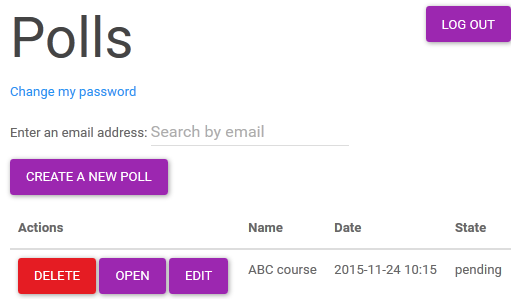 Polls
LOG OUT
Change my password
Enter an email address: Search by email
CREATE A NEW POLL
Actions Name Date State
DELETE OPEN EDIT ABC course 2015-11-24 10:15 pending